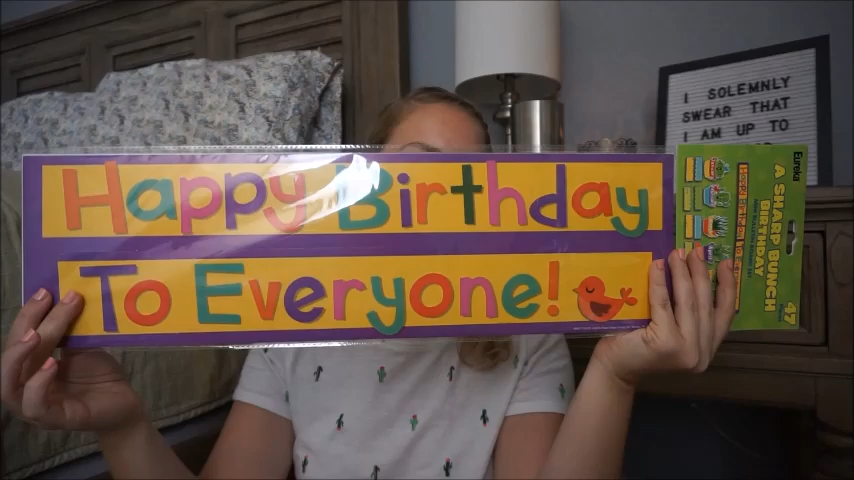 Happy Birthday
To Everyone!
I SOLEMNLY
SWEAR THAT
I AM UP TO
Eureka
A SHARP BUNCH
BIRTHDAY
47